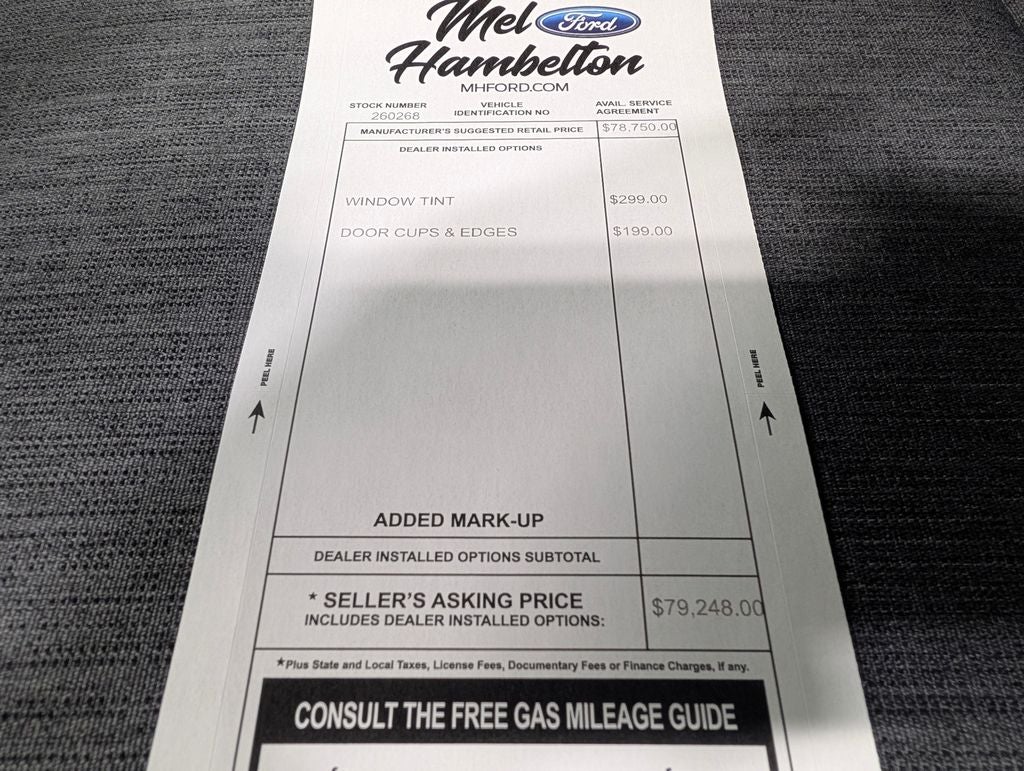 Mel Ford
Hambelton
MHFORD.COM
STOCK NUMBER VEHICLE IDENTIFICATION NO AVAIL. SERVICE AGREEMENT
260268
MANUFACTURER'S SUGGESTED RETAIL PRICE $78,750.00
DEALER INSTALLED OPTIONS
WINDOW TINT $299.00
DOOR CUPS & EDGES $199.00
PEEL HERE PEEL HERE
ADDED MARK-UP
DEALER INSTALLED OPTIONS SUBTOTAL
* SELLER'S ASKING PRICE $79,248.00
INCLUDES DEALER INSTALLED OPTIONS:
*Plus State and Local Taxes, License Fees, Documentary Fees or Finance Charges, if any.
CONSULT THE FREE GAS MILEAGE GUIDE